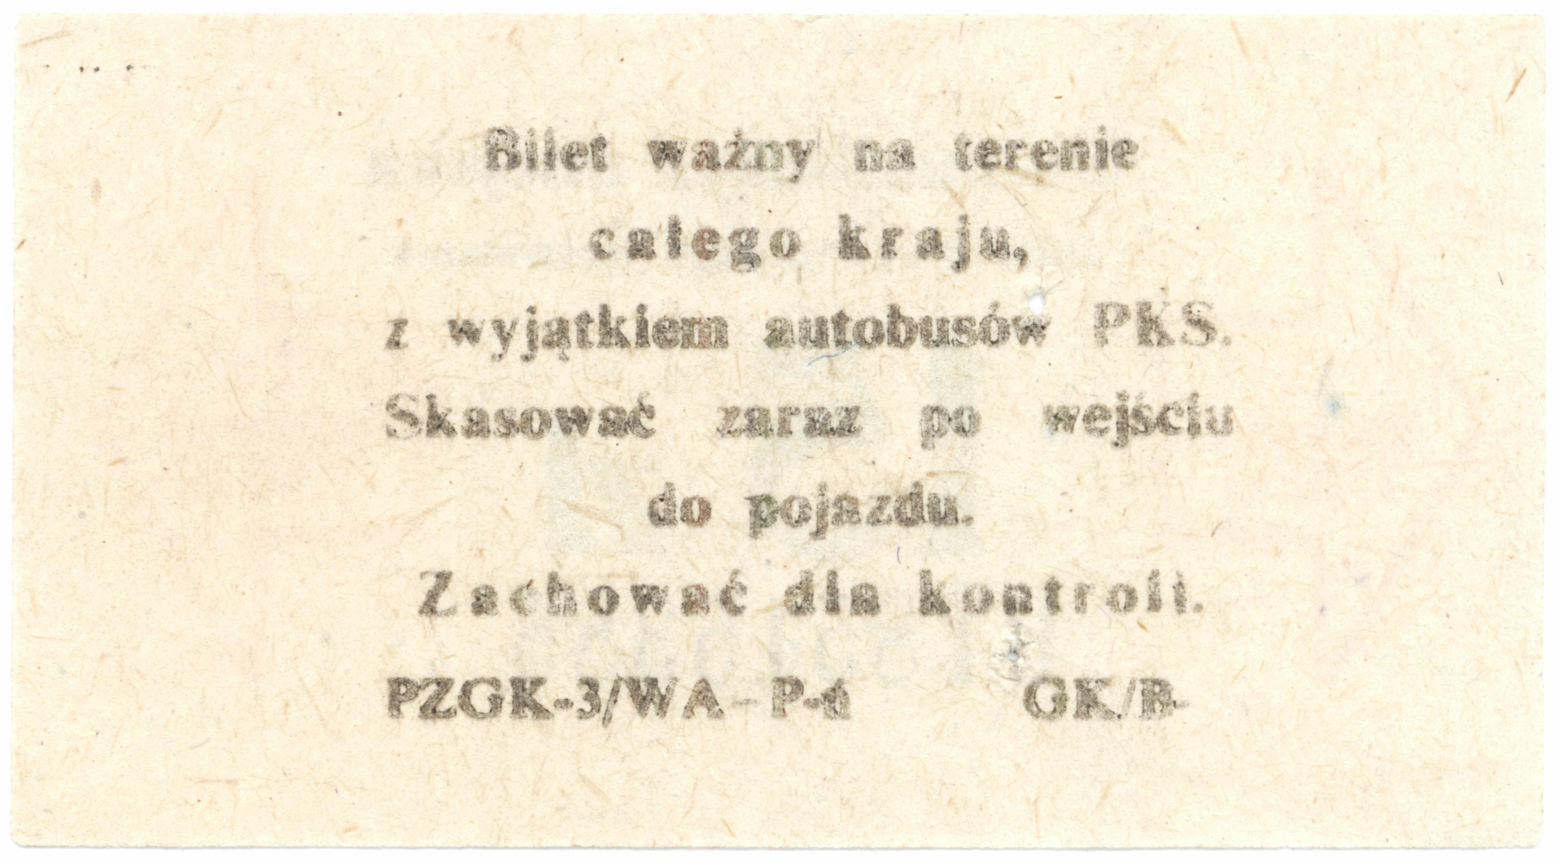 Bilet ważny na terenie
całego kraju,
z wyjątkiem autobusów PKS.
Skasować zaraz po wejściu
do pojazdu.
Zachować dla kontroli.
PZGK-3/WA-P-6 GK/B-